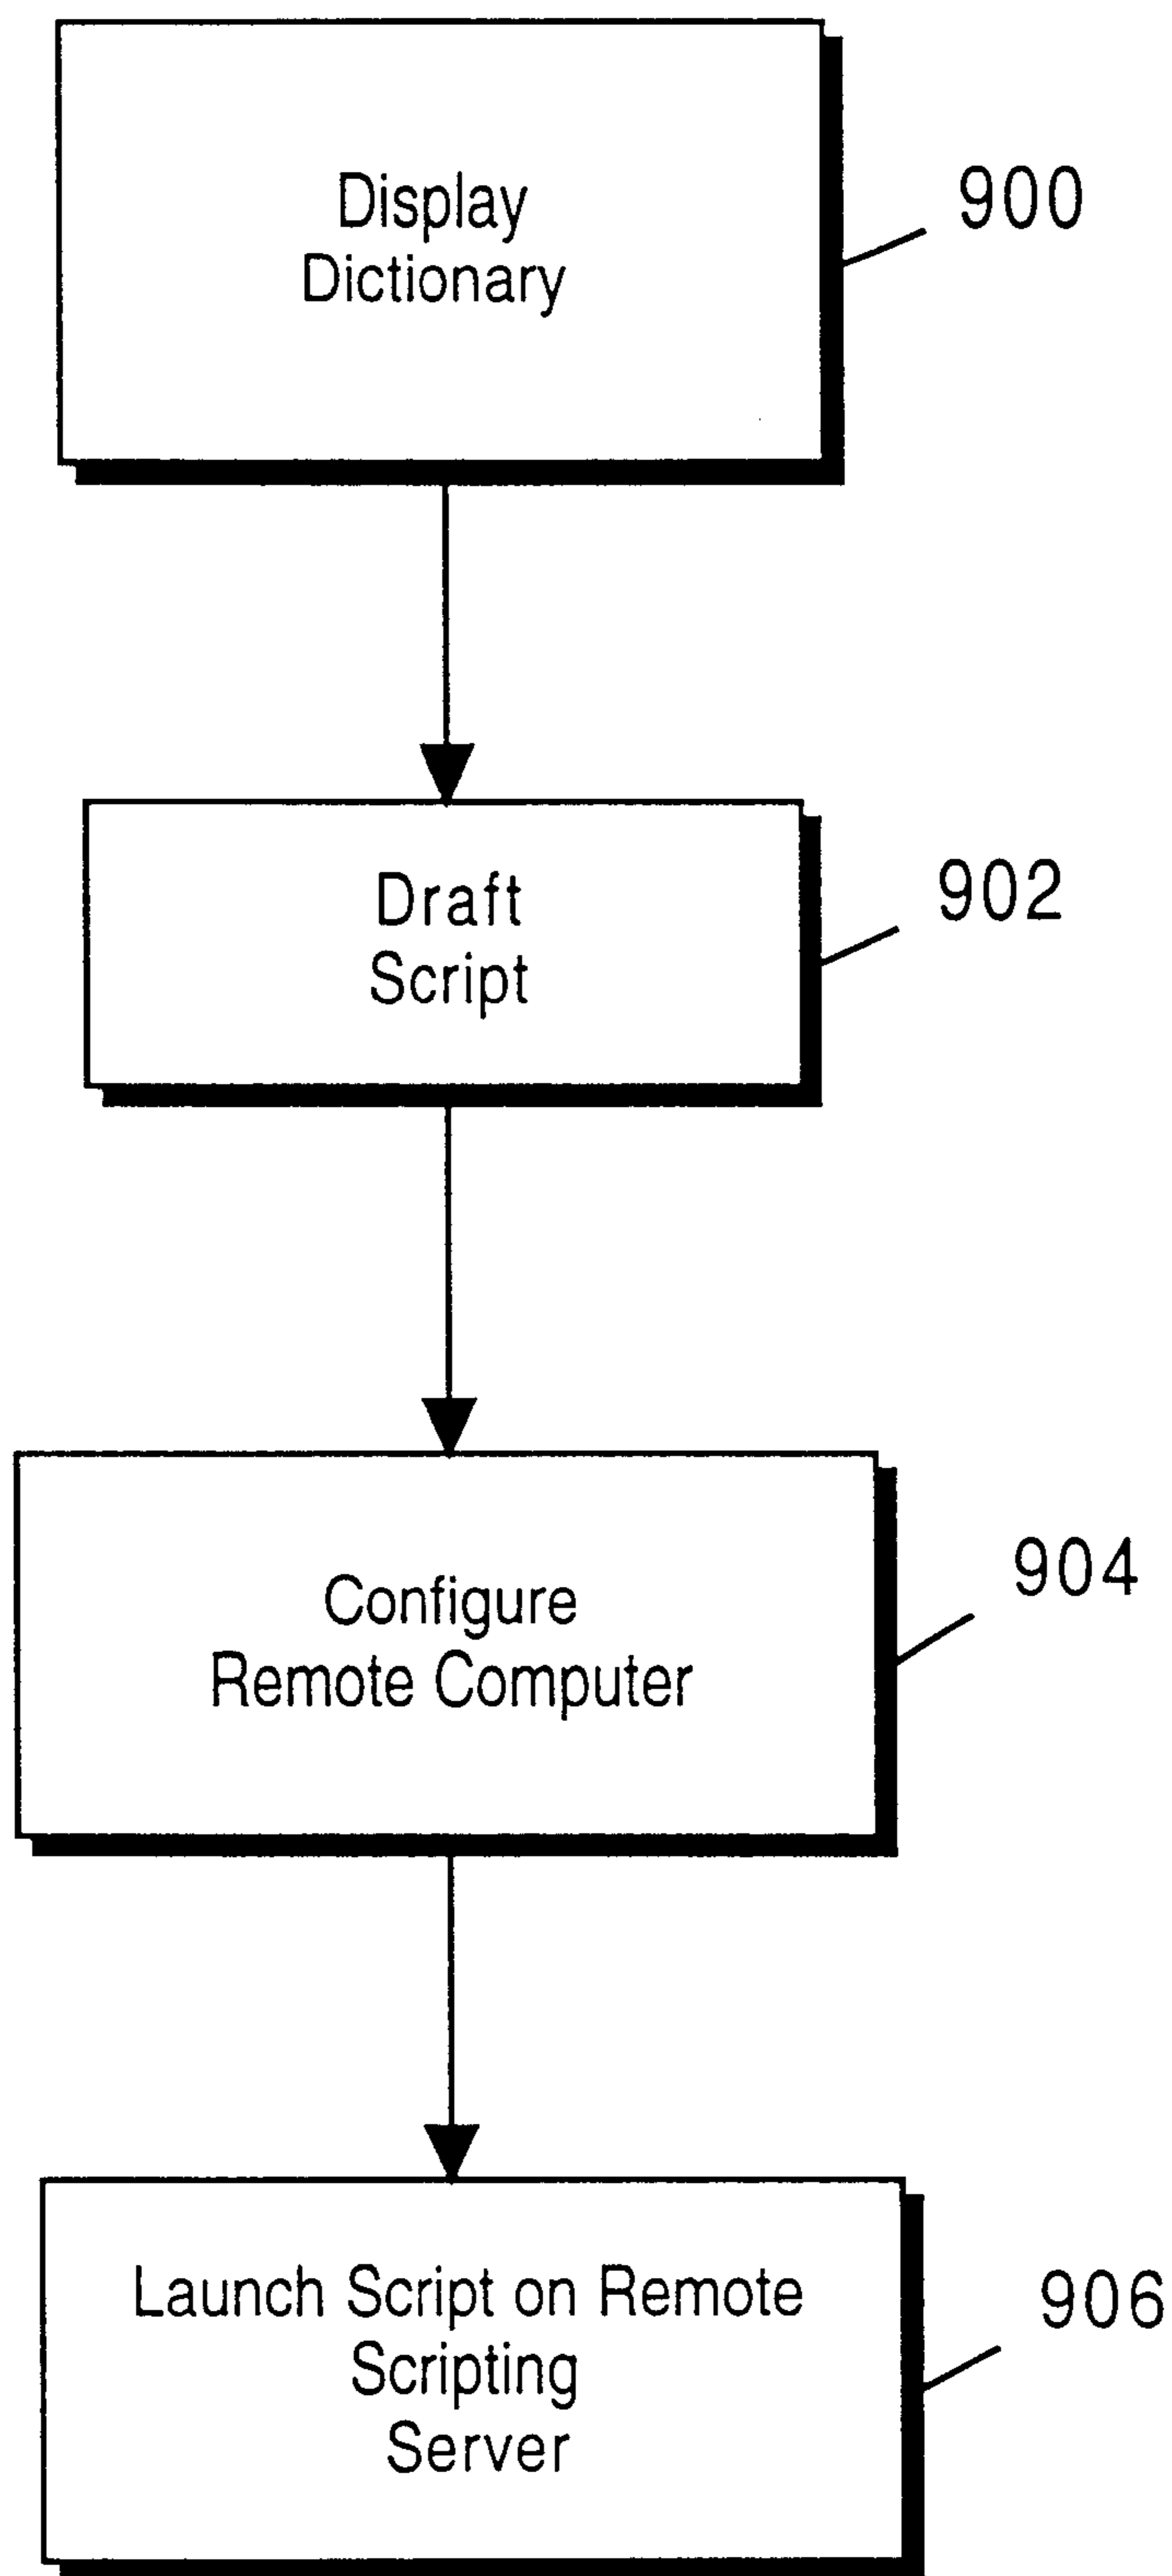 Display
Dictionary
900
Draft
Script
902
Configure
Remote Computer
904
Launch Script on Remote
Scripting
Server
906